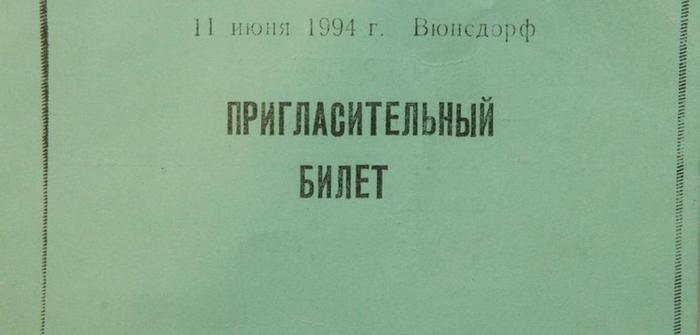 11 июня 1994 г. Вюнсдорф
ПРИГЛАСИТЕЛЬНЫЙ
БИЛЕТ